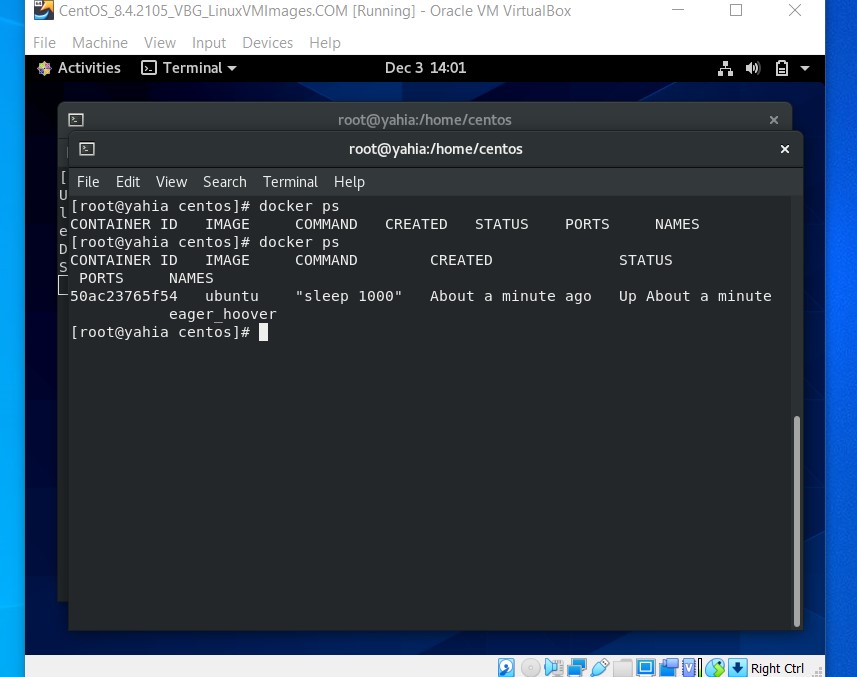 CentOS_8.4.2105_VBG_LinuxVMImages.COM [Running] - Oracle VM VirtualBox
File Machine View Input Devices Help
Activities Terminal Dec 3 14:01
root@yahia:/home/centos
root@yahia:/home/centos
File Edit View Search Terminal Help
[root@yahia centos]# docker ps
CONTAINER ID IMAGE COMMAND CREATED STATUS PORTS NAMES
[root@yahia centos]# docker ps
CONTAINER ID IMAGE COMMAND CREATED STATUS
PORTS NAMES
50ac23765f54 ubuntu "sleep 1000" About a minute ago Up About a minute
eager_hoover
[root@yahia centos]#
[
U
l
e
D
S
Right Ctrl